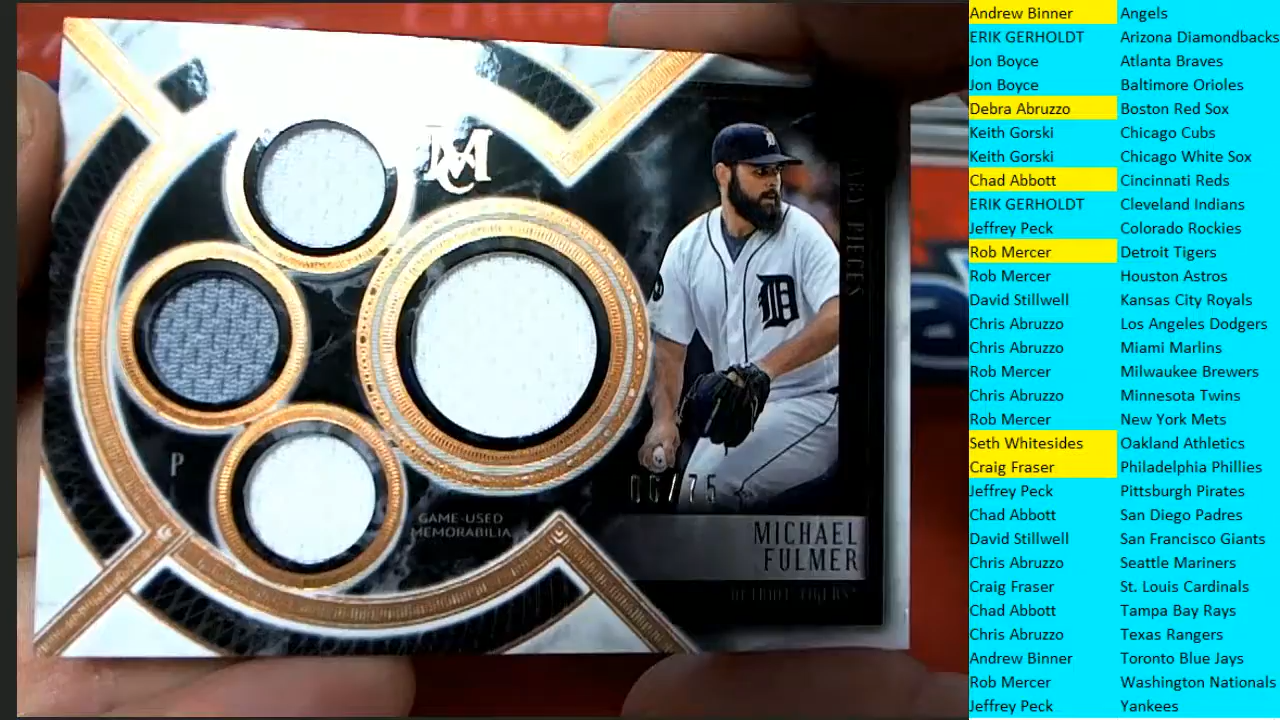 GAME-USED
MEMORABILIA
P
06/75
MICHAEL
FULMER
DETROIT TIGERS
Andrew Binner Angels
ERIK GERHOLDT Arizona Diamondbacks
Jon Boyce Atlanta Braves
Jon Boyce Baltimore Orioles
Debra Abruzzo Boston Red Sox
Keith Gorski Chicago Cubs
Keith Gorski Chicago White Sox
Chad Abbott Cincinnati Reds
ERIK GERHOLDT Cleveland Indians
Jeffrey Peck Colorado Rockies
Rob Mercer Detroit Tigers
Rob Mercer Houston Astros
David Stillwell Kansas City Royals
Chris Abruzzo Los Angeles Dodgers
Chris Abruzzo Miami Marlins
Rob Mercer Milwaukee Brewers
Chris Abruzzo Minnesota Twins
Rob Mercer New York Mets
Seth Whitesides Oakland Athletics
Craig Fraser Philadelphia Phillies
Jeffrey Peck Pittsburgh Pirates
Chad Abbott San Diego Padres
David Stillwell San Francisco Giants
Chris Abruzzo Seattle Mariners
Craig Fraser St. Louis Cardinals
Chad Abbott Tampa Bay Rays
Chris Abruzzo Texas Rangers
Andrew Binner Toronto Blue Jays
Rob Mercer Washington Nationals
Jeffrey Peck Yankees